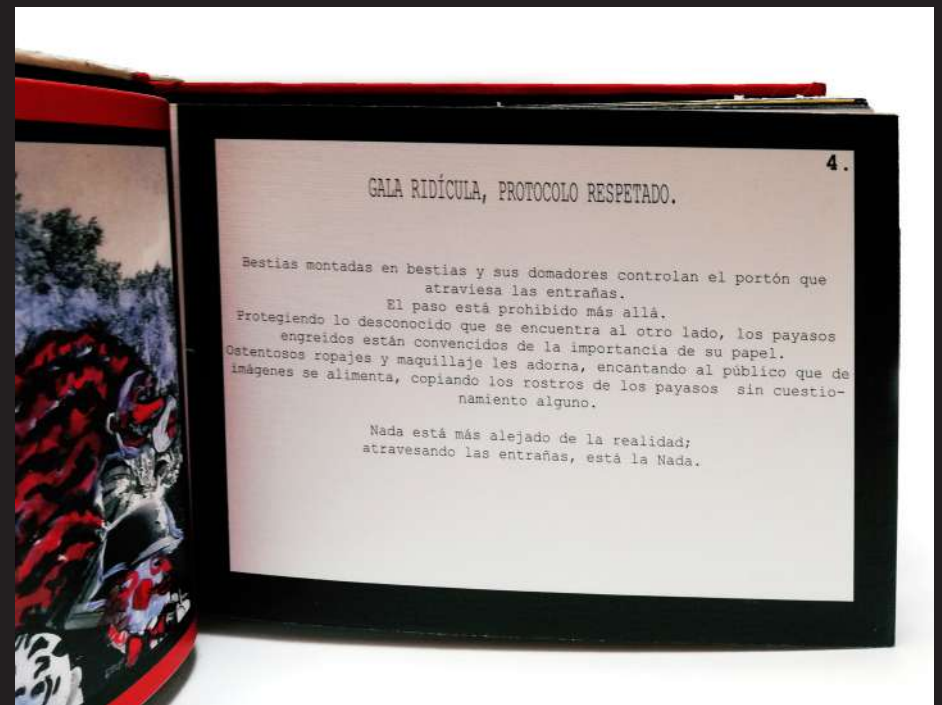 4.
GALA RIDÍCULA, PROTOCOLO RESPETADO.
Bestias montadas en bestias y sus domadores controlan el portón que
atraviesa las entrañas.
El paso está prohibido más allá.
Protegiendo lo desconocido que se encuentra al otro lado, los payasos
engreidos están convencidos de la importancia de su papel.
Ostentosos ropajes y maquillaje les adorna, encantando al público que de
imágenes se alimenta, copiando los rostros de los payasos sin cuestio-
namiento alguno.
Nada está más alejado de la realidad;
atravesando las entrañas, está la Nada.